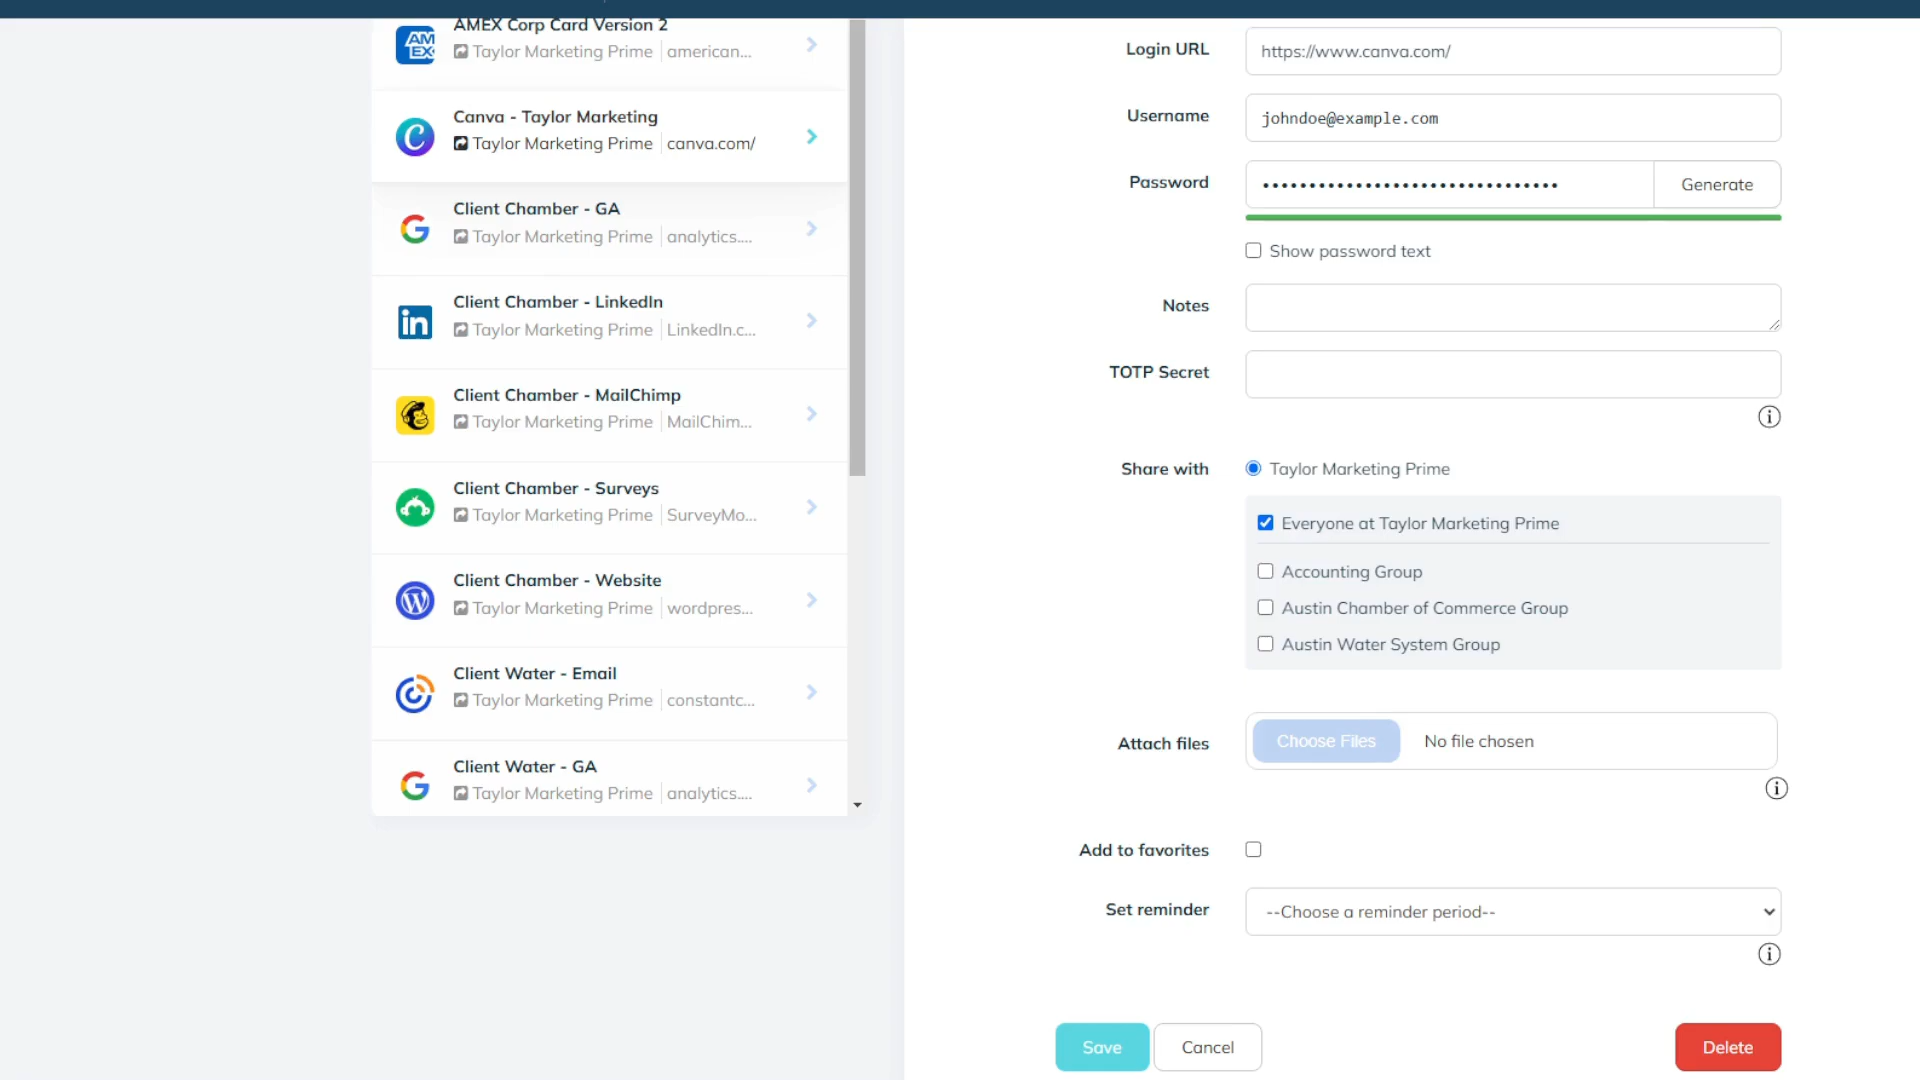 AMEX Corp Card Version 2
Taylor Marketing Prime american...
Canva - Taylor Marketing
Taylor Marketing Prime canva.com/
Client Chamber - GA
Taylor Marketing Prime analytics....
Client Chamber - LinkedIn
Taylor Marketing Prime LinkedIn.c...
Client Chamber - MailChimp
Taylor Marketing Prime MailChim...
Client Chamber - Surveys
Taylor Marketing Prime SurveyMo...
Client Chamber - Website
Taylor Marketing Prime wordpres...
Client Water - Email
Taylor Marketing Prime constantc...
Client Water - GA
Taylor Marketing Prime analytics....
Login URL https://www.canva.com/
Username johndoe@example.com
Password •••••••••••••••••••••••••••••••• Generate
Show password text
Notes
TOTP Secret
Share with Taylor Marketing Prime
Everyone at Taylor Marketing Prime
Accounting Group
Austin Chamber of Commerce Group
Austin Water System Group
Attach files Choose Files No file chosen
Add to favorites
Set reminder --Choose a reminder period--
Save Cancel Delete